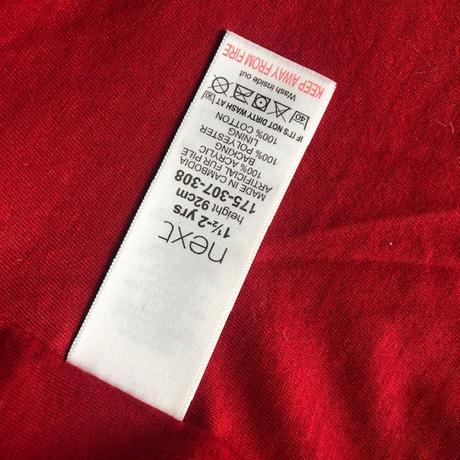 next
1½-2 yrs
height 92cm
175-307-308
MADE IN CAMBODIA
ARTIFICIAL FUR PILE
100% ACRYLIC
BACKING
100% POLYESTER
LINING
100% COTTON
IF IT'S NOT DIRTY WASH AT 30
40
Wash inside out
KEEP AWAY FROM FIRE